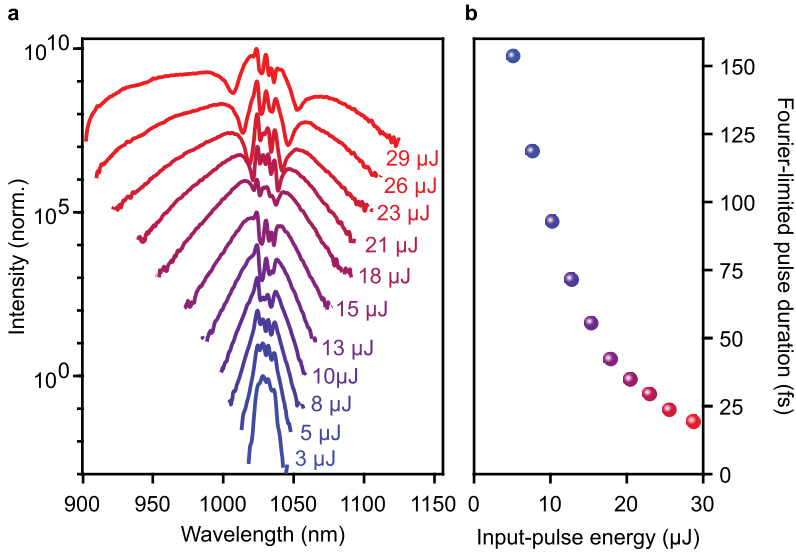 a
b
10^10
10^5
10^0
Intensity (norm.)
29 µJ
26 µJ
23 µJ
21 µJ
18 µJ
15 µJ
13 µJ
10µJ
8 µJ
5 µJ
3 µJ
900 950 1000 1050 1100 1150
Wavelength (nm)
150
125
100
75
50
25
0
Fourier-limited pulse duration (fs)
0 10 20 30
Input-pulse energy (µJ)